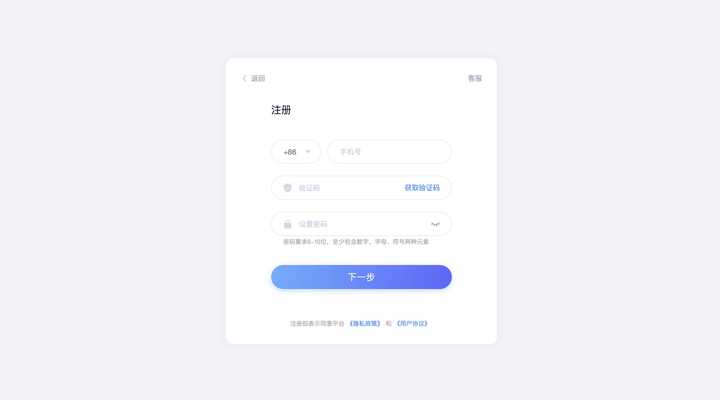 返回
客服
注册
+86
手机号
验证码
获取验证码
设置密码
密码要求8-16位，至少包含数字、字母、符号两种元素
下一步
注册即表示同意平台《隐私政策》和《用户协议》